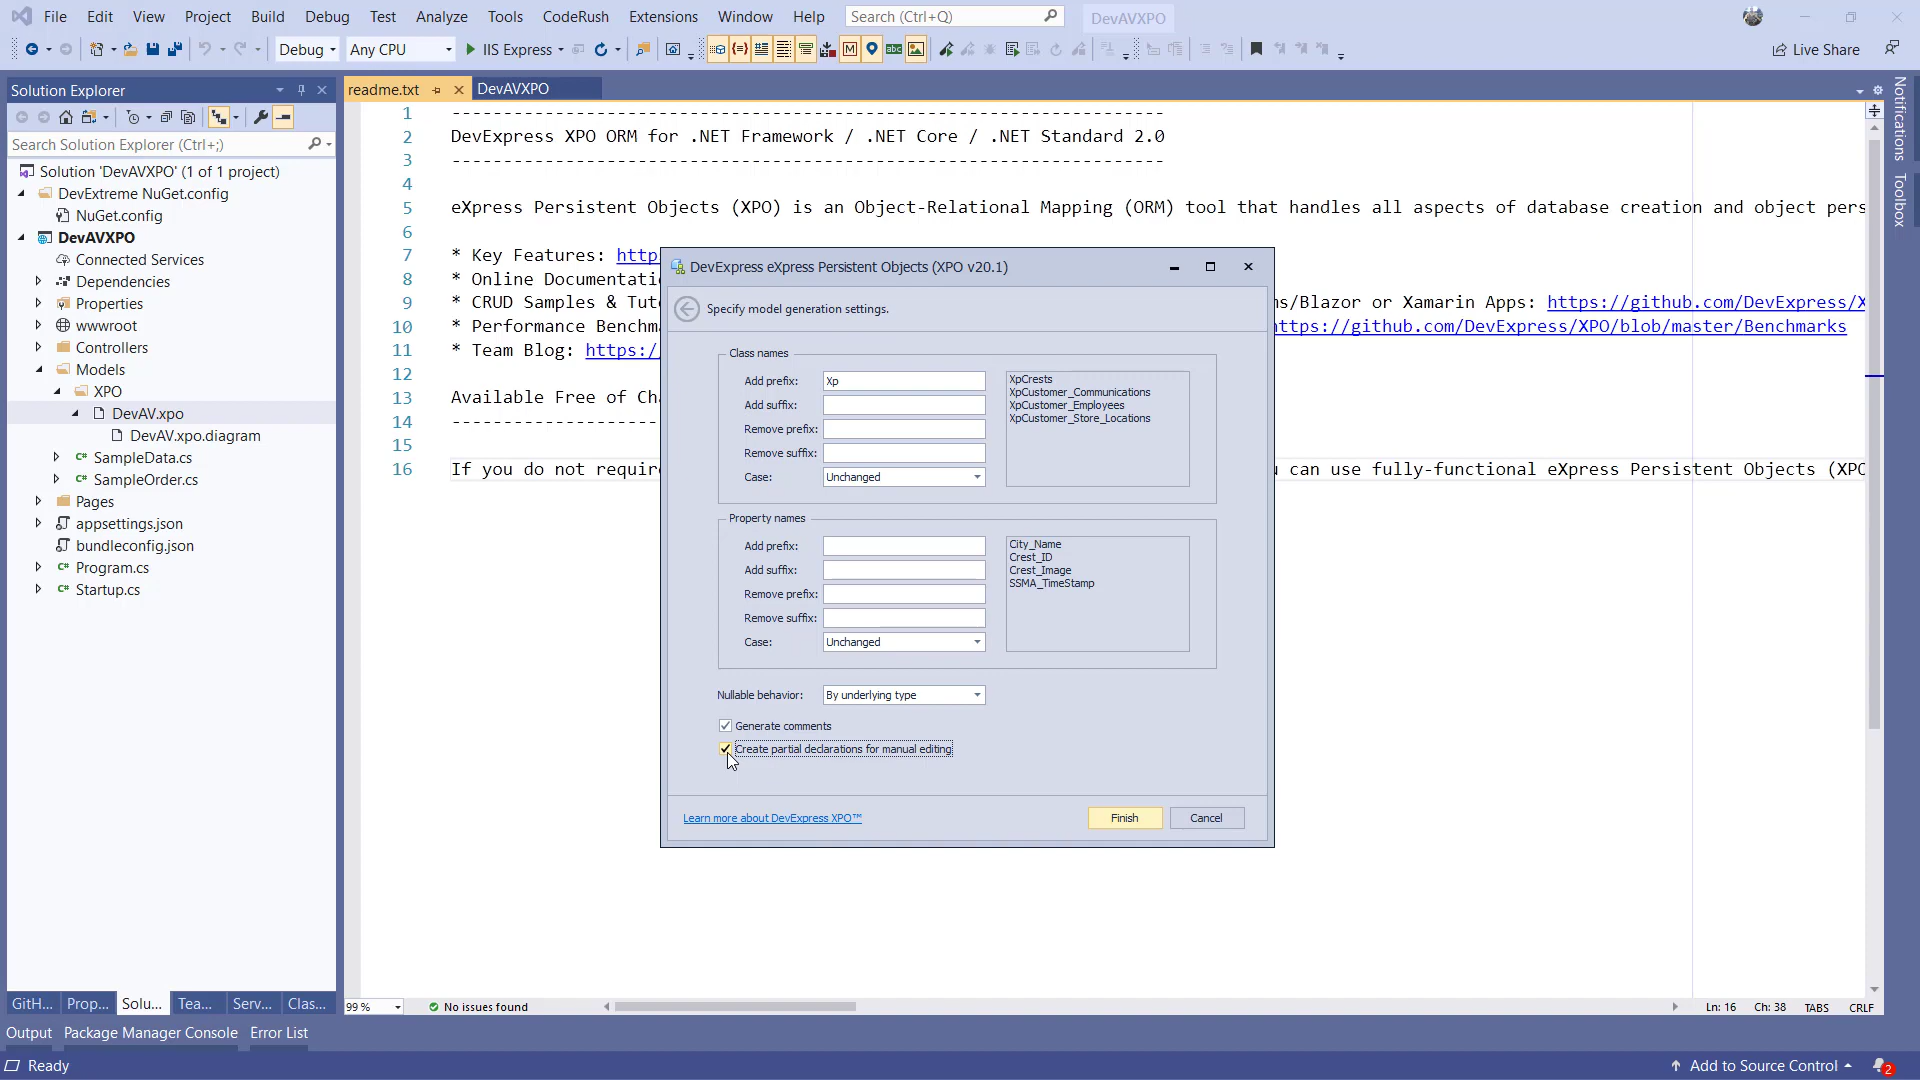 File Edit View Project Build Debug Test Analyze Tools CodeRush Extensions Window Help Search (Ctrl+Q) DevAVXPO
Debug Any CPU IIS Express Live Share
Solution Explorer
Search Solution Explorer (Ctrl+;)
Solution 'DevAVXPO' (1 of 1 project)
DevExtreme NuGet.config
NuGet.config
DevAVXPO
Connected Services
Dependencies
Properties
wwwroot
Controllers
Models
XPO
DevAV.xpo
DevAV.xpo.diagram
SampleData.cs
SampleOrder.cs
Pages
appsettings.json
bundleconfig.json
Program.cs
Startup.cs
GitH... Prop... Solu... Tea... Serv... Clas...
readme.txt DevAVXPO
1 ---------------------------------------------------------------------
2 DevExpress XPO ORM for .NET Framework / .NET Core / .NET Standard 2.0
3 ---------------------------------------------------------------------
4
5 eXpress Persistent Objects (XPO) is an Object-Relational Mapping (ORM) tool that handles all aspects of database creation and object pers
6
7 * Key Features: http
8 * Online Documentati
9 * CRUD Samples & Tut ns/Blazor or Xamarin Apps: https://github.com/DevExpress/X
10 * Performance Benchma https://github.com/DevExpress/XPO/blob/master/Benchmarks
11 * Team Blog: https:/
12
13 Available Free of Ch
14 --------------------
15
16 If you do not require u can use fully-functional eXpress Persistent Objects (XPO
DevExpress eXpress Persistent Objects (XPO v20.1)
Specify model generation settings.
Class names
Add prefix: Xp
Add suffix:
Remove prefix:
Remove suffix:
Case: Unchanged
XpCrests
XpCustomer_Communications
XpCustomer_Employees
XpCustomer_Store_Locations
Property names
Add prefix:
Add suffix:
Remove prefix:
Remove suffix:
Case: Unchanged
City_Name
Crest_ID
Crest_Image
SSMA_TimeStamp
Nullable behavior: By underlying type
Generate comments
Create partial declarations for manual editing
Learn more about DevExpress XPO™ Finish Cancel
Notifications
Toolbox
99 % No issues found Ln: 16 Ch: 38 TABS CRLF
Output Package Manager Console Error List
Ready Add to Source Control 2